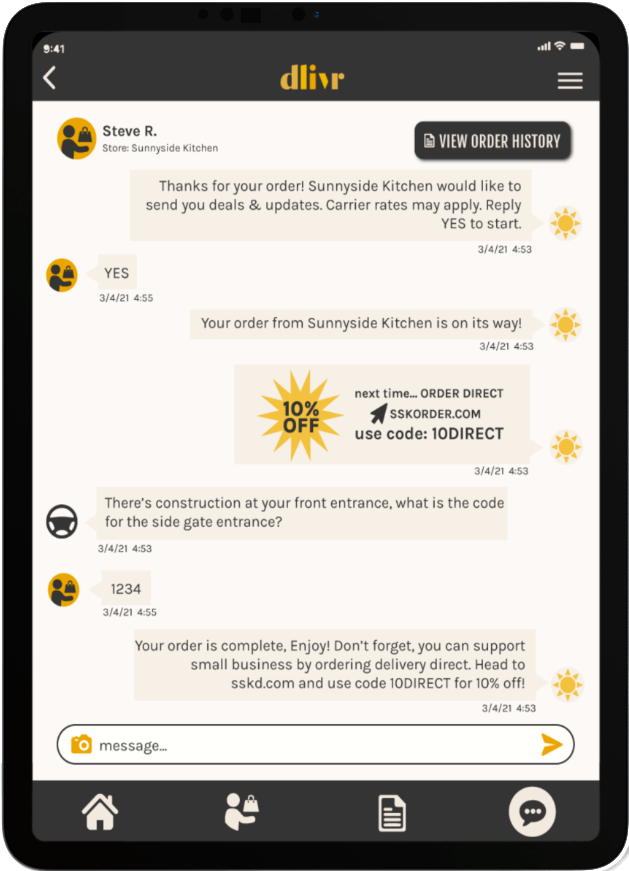 9:41
dlivr
Steve R.
Store: Sunnyside Kitchen
VIEW ORDER HISTORY
Thanks for your order! Sunnyside Kitchen would like to
send you deals & updates. Carrier rates may apply. Reply
YES to start.
3/4/21 4:53
YES
3/4/21 4:55
Your order from Sunnyside Kitchen is on its way!
3/4/21 4:53
10%
OFF
next time... ORDER DIRECT
SSKORDER.COM
use code: 10DIRECT
3/4/21 4:53
There's construction at your front entrance, what is the code
for the side gate entrance?
3/4/21 4:53
1234
3/4/21 4:55
Your order is complete, Enjoy! Don't forget, you can support
small business by ordering delivery direct. Head to
sskd.com and use code 10DIRECT for 10% off!
3/4/21 4:53
message...